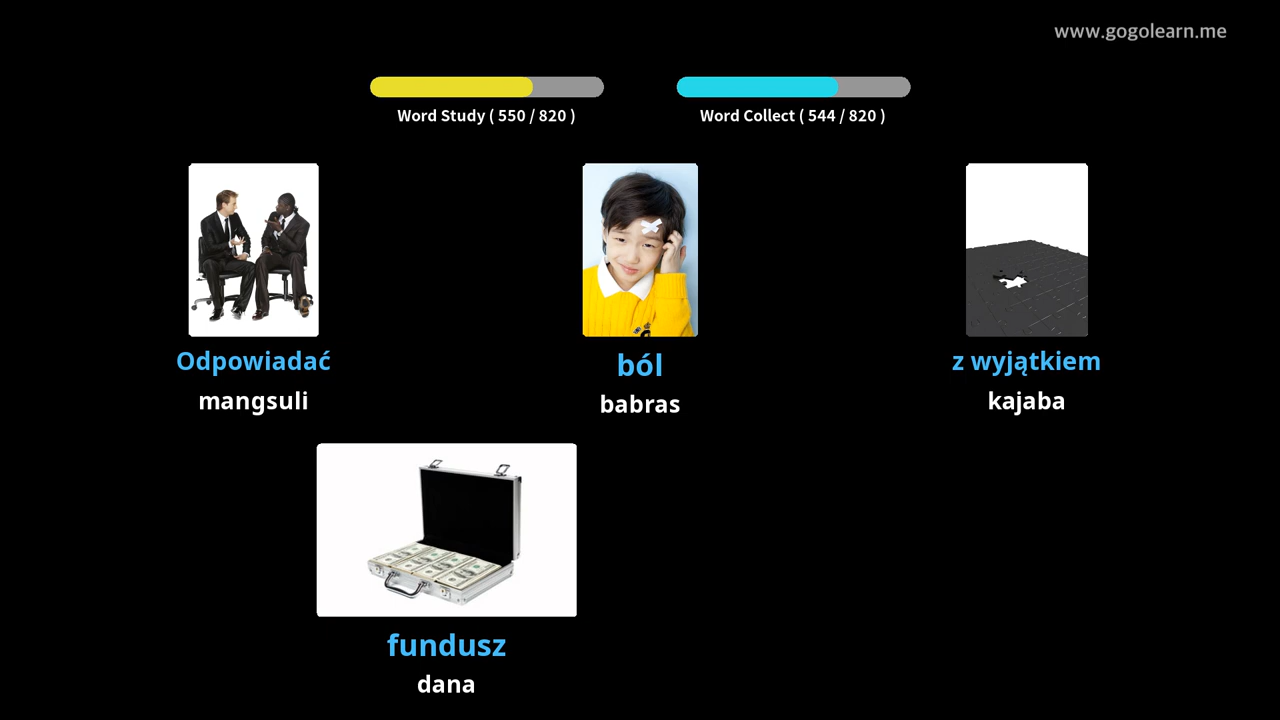 www.gogolearn.me
Word Study ( 550 / 820 )
Word Collect ( 544 / 820 )
Odpowiadać
mangsuli
ból
babras
z wyjątkiem
kajaba
fundusz
dana